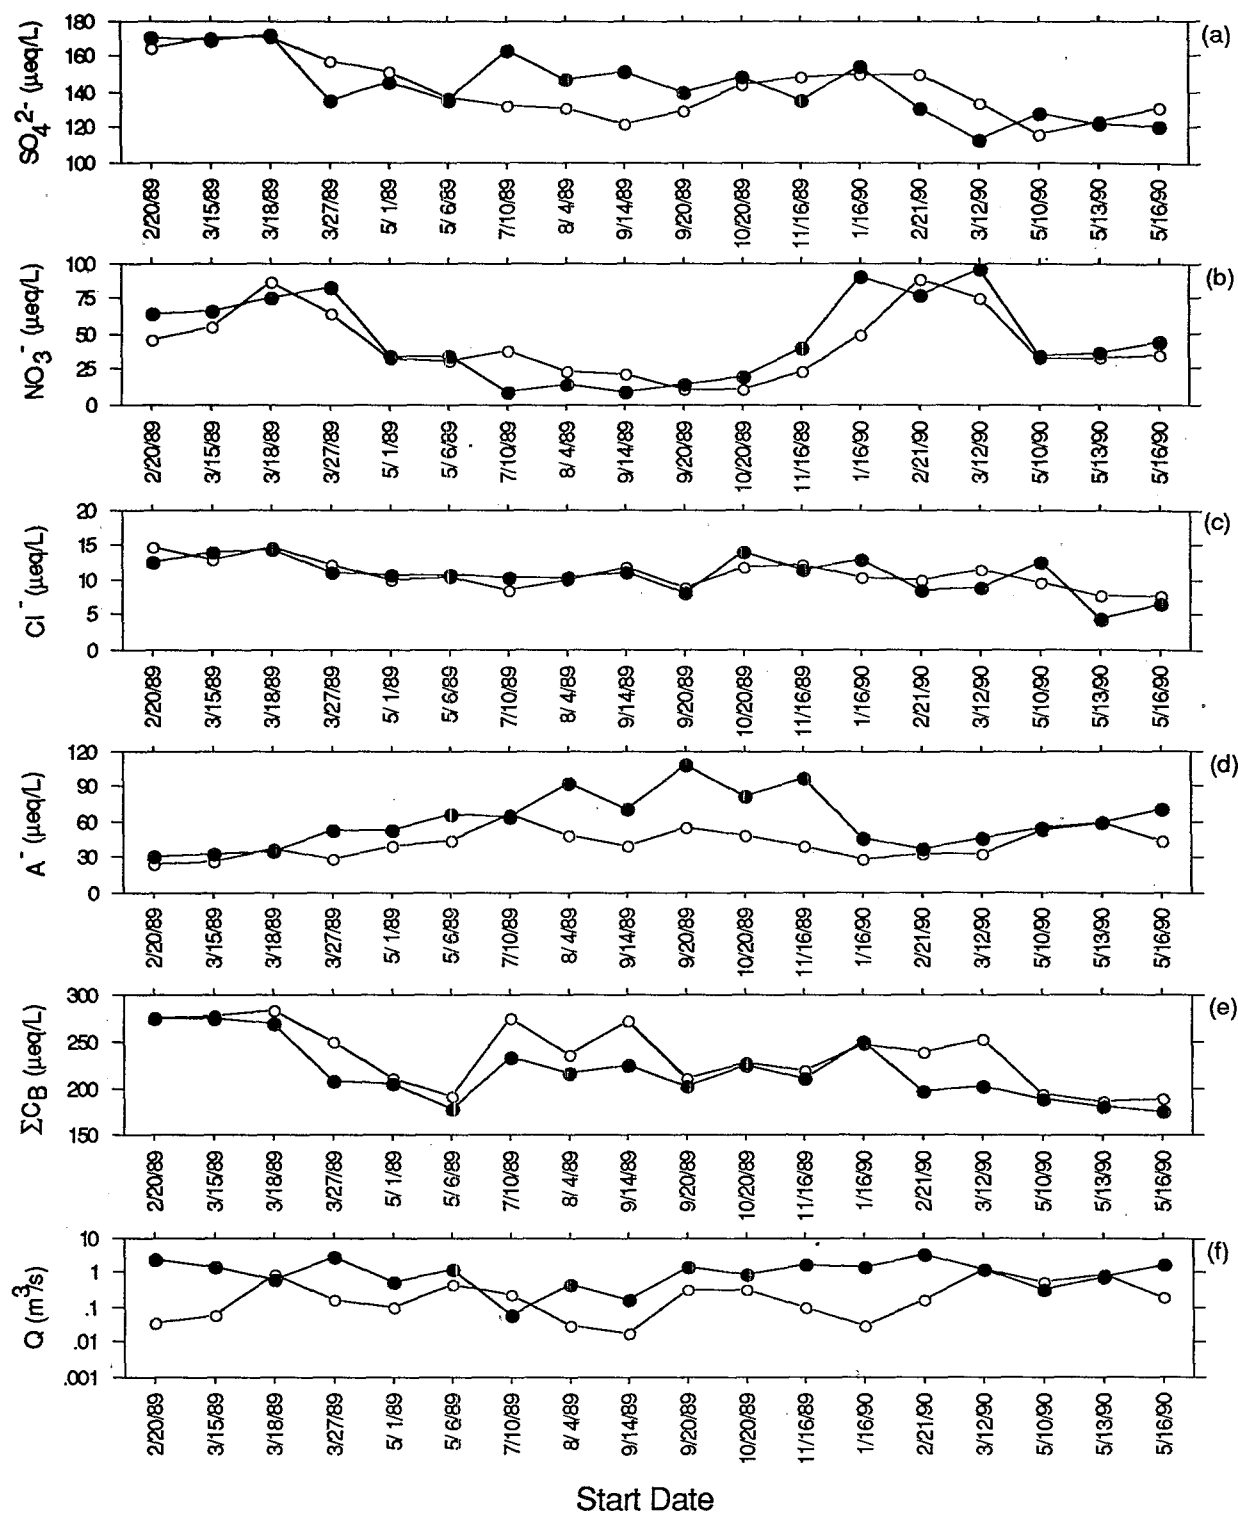 (a)
SO₄²⁻ (µeq/L)
180
160
140
120
100
2/20/89 3/15/89 3/18/89 3/27/89 5/ 1/89 5/ 6/89 7/10/89 8/ 4/89 9/14/89 9/20/89 10/20/89 11/16/89 1/16/90 2/21/90 3/12/90 5/10/90 5/13/90 5/16/90
(b)
NO₃⁻ (µeq/L)
100
75
50
25
0
2/20/89 3/15/89 3/18/89 3/27/89 5/ 1/89 5/ 6/89 7/10/89 8/ 4/89 9/14/89 9/20/89 10/20/89 11/16/89 1/16/90 2/21/90 3/12/90 5/10/90 5/13/90 5/16/90
(c)
Cl⁻ (µeq/L)
20
15
10
5
0
2/20/89 3/15/89 3/18/89 3/27/89 5/ 1/89 5/ 6/89 7/10/89 8/ 4/89 9/14/89 9/20/89 10/20/89 11/16/89 1/16/90 2/21/90 3/12/90 5/10/90 5/13/90 5/16/90
(d)
A⁻ (µeq/L)
120
90
60
30
0
2/20/89 3/15/89 3/18/89 3/27/89 5/ 1/89 5/ 6/89 7/10/89 8/ 4/89 9/14/89 9/20/89 10/20/89 11/16/89 1/16/90 2/21/90 3/12/90 5/10/90 5/13/90 5/16/90
(e)
ΣC_B (µeq/L)
300
250
200
150
2/20/89 3/15/89 3/18/89 3/27/89 5/ 1/89 5/ 6/89 7/10/89 8/ 4/89 9/14/89 9/20/89 10/20/89 11/16/89 1/16/90 2/21/90 3/12/90 5/10/90 5/13/90 5/16/90
(f)
Q (m³/s)
10
1
.1
.01
.001
2/20/89 3/15/89 3/18/89 3/27/89 5/ 1/89 5/ 6/89 7/10/89 8/ 4/89 9/14/89 9/20/89 10/20/89 11/16/89 1/16/90 2/21/90 3/12/90 5/10/90 5/13/90 5/16/90
Start Date